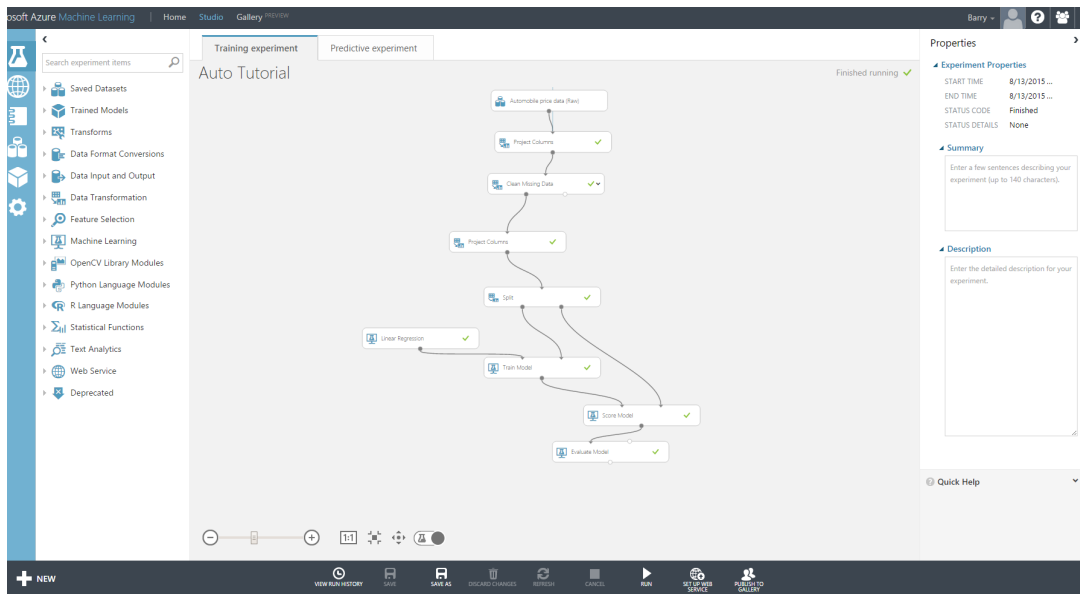 osoft Azure Machine Learning | Home Studio Gallery PREVIEW Barry
Search experiment items
Saved Datasets
Trained Models
Transforms
Data Format Conversions
Data Input and Output
Data Transformation
Feature Selection
Machine Learning
OpenCV Library Modules
Python Language Modules
R Language Modules
Statistical Functions
Text Analytics
Web Service
Deprecated
Training experiment Predictive experiment
Auto Tutorial
Finished running
Automobile price data (Raw)
Project Columns
Clean Missing Data
Project Columns
Split
Linear Regression
Train Model
Score Model
Evaluate Model
1:1
Properties
Experiment Properties
START TIME 8/13/2015...
END TIME 8/13/2015...
STATUS CODE Finished
STATUS DETAILS None
Summary
Enter a few sentences describing your
experiment (up to 140 characters).
Description
Enter the detailed description for your
experiment.
Quick Help
NEW
VIEW RUN HISTORY
SAVE
SAVE AS
DISCARD CHANGES
REFRESH
CANCEL
RUN
SET UP WEB
SERVICE
PUBLISH TO
GALLERY